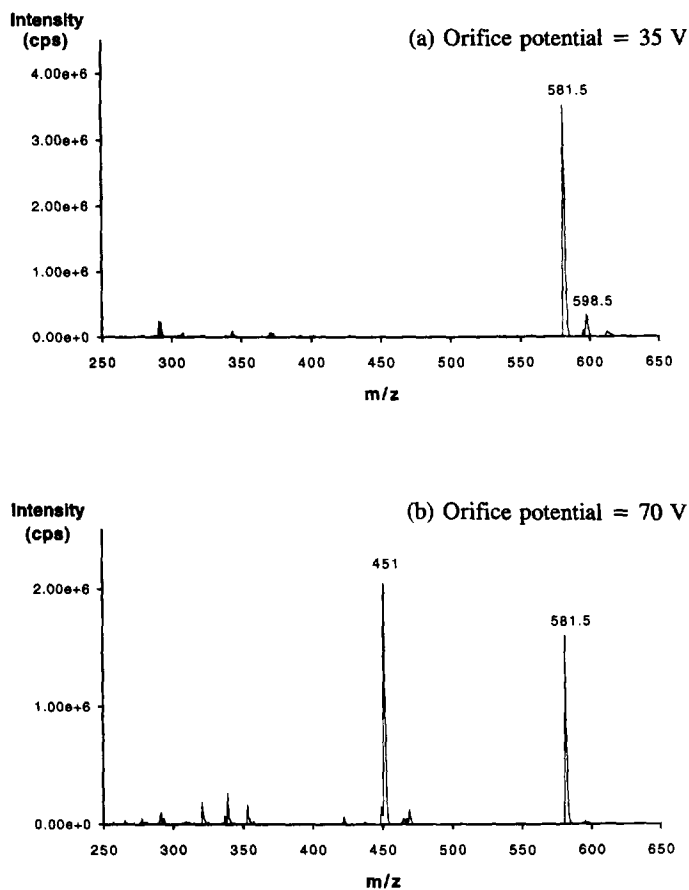 Intensity
(cps)
(a) Orifice potential = 35 V
4.00e+6
581.5
3.00e+6
2.00e+6
1.00e+6
598.5
0.00e+0
250 300 350 400 450 500 550 600 650
m/z
Intensity
(cps)
(b) Orifice potential = 70 V
451
2.00e+6
581.5
1.00e+6
0.00e+0
250 300 350 400 450 500 550 600 650
m/z